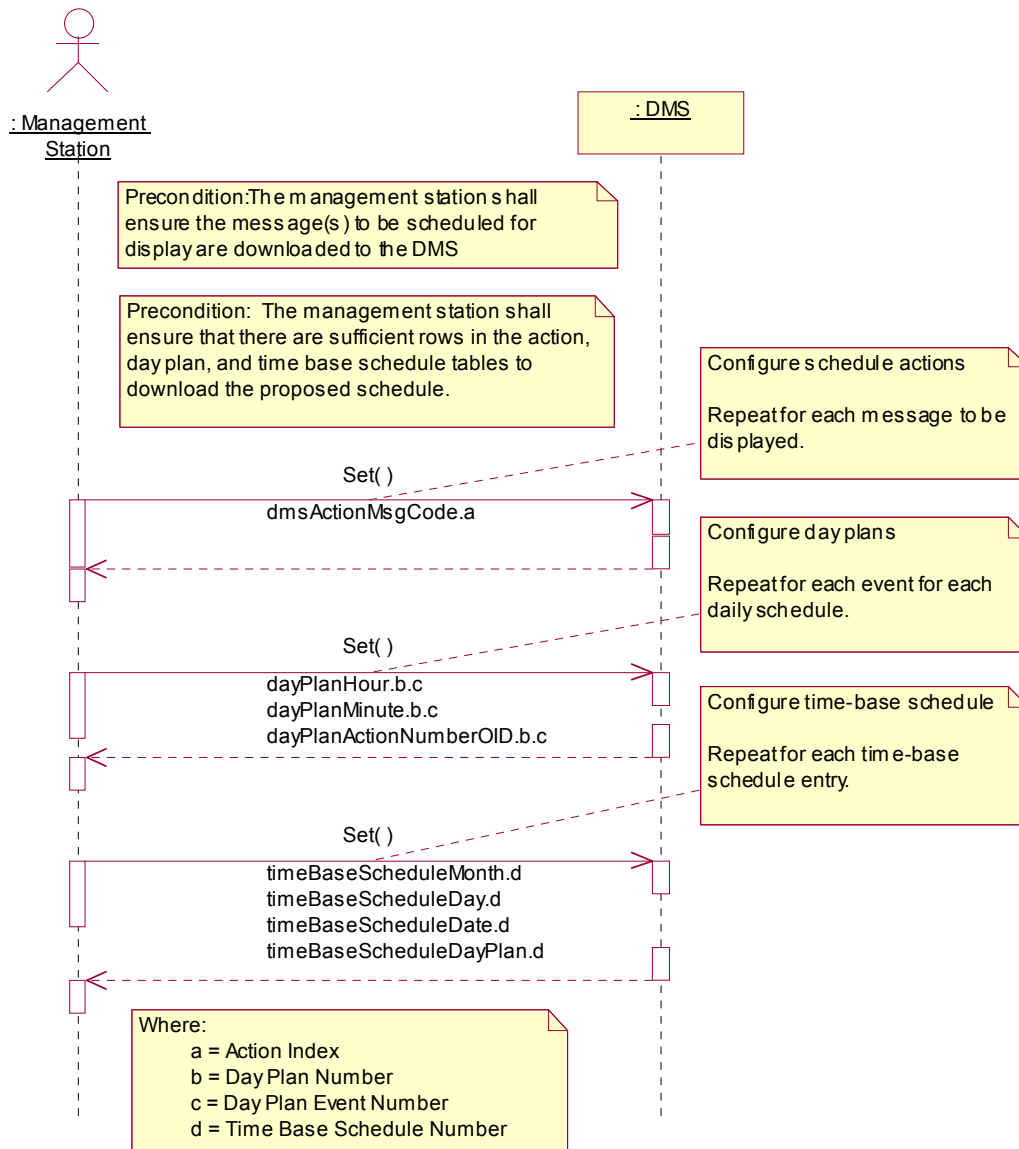 : Management
Station
: DMS
Precondition:The management station shall
ensure the message(s) to be scheduled for
display are downloaded to the DMS
Precondition: The management station shall
ensure that there are sufficient rows in the action,
day plan, and time base schedule tables to
download the proposed schedule.
Configure schedule actions
Repeat for each message to be
displayed.
Set( )
dmsActionMsgCode.a
Configure day plans
Repeat for each event for each
daily schedule.
Set( )
dayPlanHour.b.c
dayPlanMinute.b.c
dayPlanActionNumberOID.b.c
Configure time-base schedule
Repeat for each time-base
schedule entry.
Set( )
timeBaseScheduleMonth.d
timeBaseScheduleDay.d
timeBaseScheduleDate.d
timeBaseScheduleDayPlan.d
Where:
a = Action Index
b = Day Plan Number
c = Day Plan Event Number
d = Time Base Schedule Number